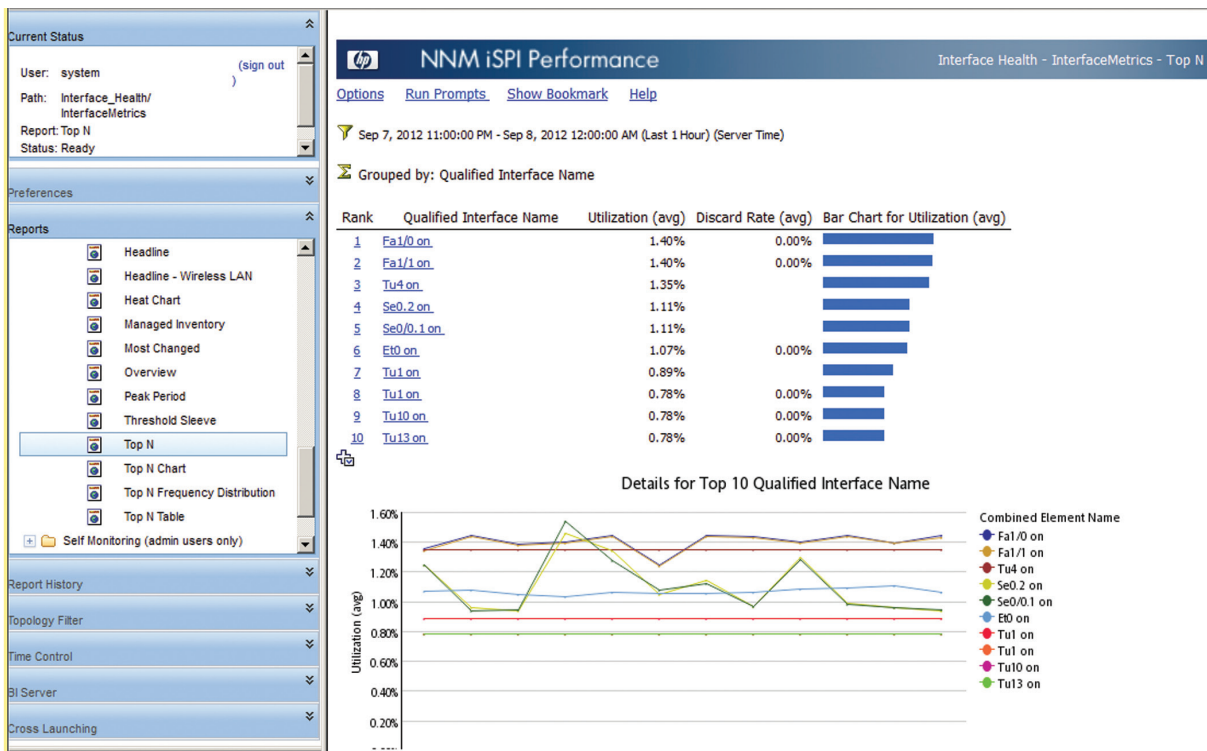 Current Status
User: system (sign out
)
Path: Interface_Health/
InterfaceMetrics
Report: Top N
Status: Ready
Preferences
Reports
Headline
Headline - Wireless LAN
Heat Chart
Managed Inventory
Most Changed
Overview
Peak Period
Threshold Sleeve
Top N
Top N Chart
Top N Frequency Distribution
Top N Table
Self Monitoring (admin users only)
Report History
Topology Filter
Time Control
BI Server
Cross Launching
hp NNM iSPI Performance Interface Health - InterfaceMetrics - Top N
Options Run Prompts Show Bookmark Help
Sep 7, 2012 11:00:00 PM - Sep 8, 2012 12:00:00 AM (Last 1 Hour) (Server Time)
Grouped by: Qualified Interface Name
Rank Qualified Interface Name Utilization (avg) Discard Rate (avg) Bar Chart for Utilization (avg)
1 Fa1/0 on 1.40% 0.00%
2 Fa1/1 on 1.40% 0.00%
3 Tu4 on 1.35%
4 Se0.2 on 1.11%
5 Se0/0.1 on 1.11%
6 Et0 on 1.07% 0.00%
7 Tu1 on 0.89%
8 Tu1 on 0.78% 0.00%
9 Tu10 on 0.78% 0.00%
10 Tu13 on 0.78% 0.00%
Details for Top 10 Qualified Interface Name
Utilization (avg)
1.60%
1.40%
1.20%
1.00%
0.80%
0.60%
0.40%
0.20%
Combined Element Name
Fa1/0 on
Fa1/1 on
Tu4 on
Se0.2 on
Se0/0.1 on
Et0 on
Tu1 on
Tu1 on
Tu10 on
Tu13 on